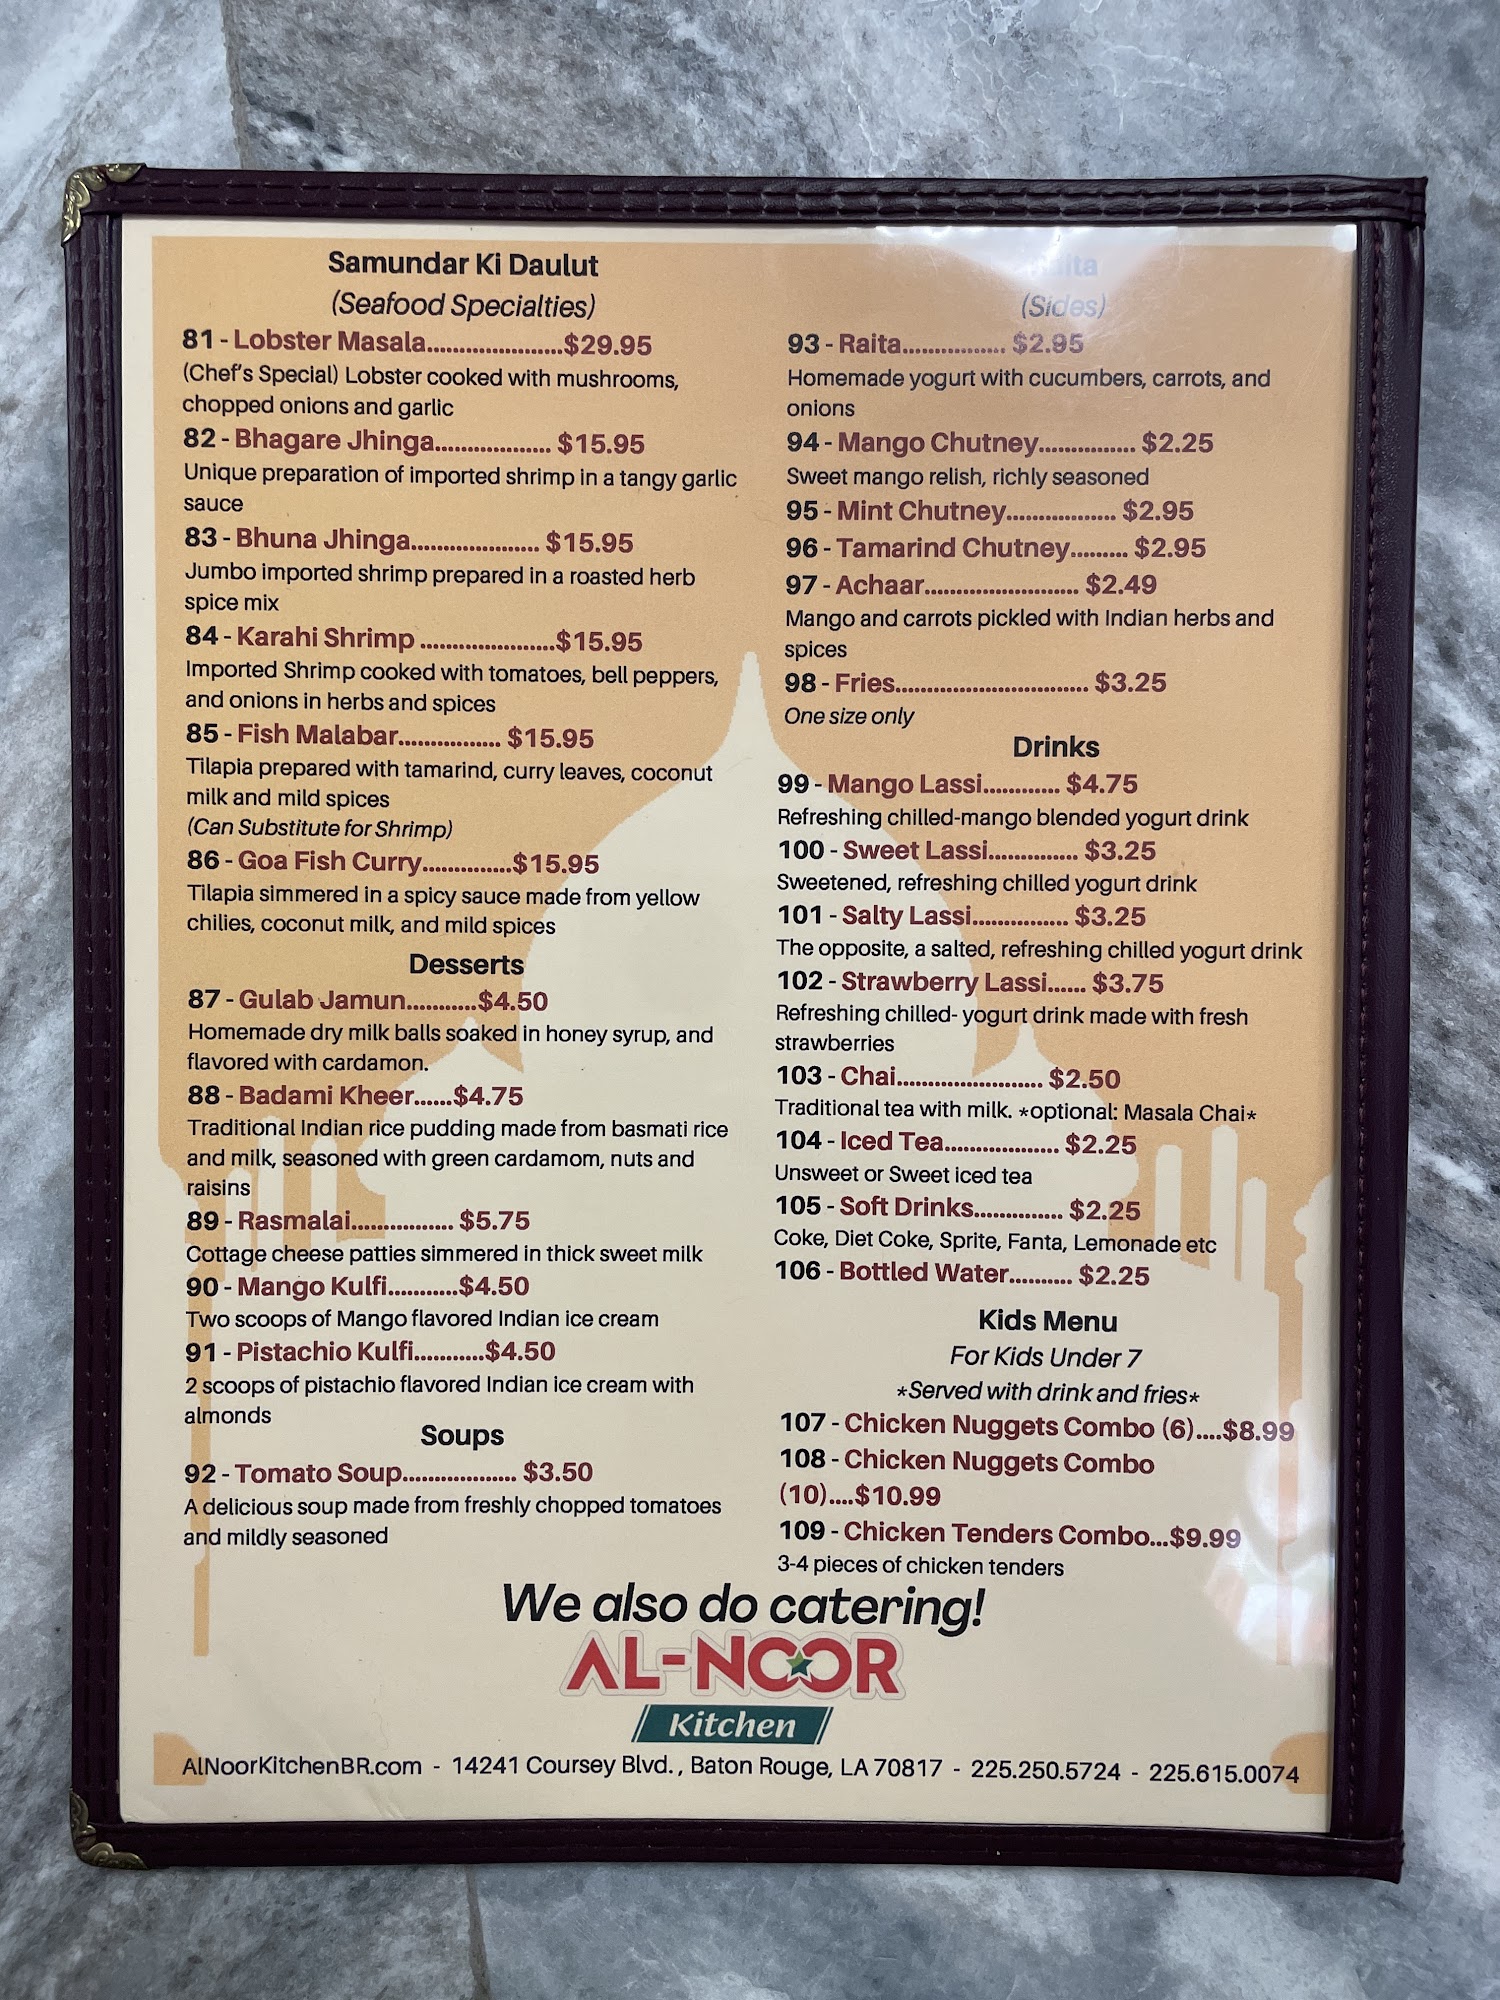 Samundar Ki Daulut
(Seafood Specialties)
81 - Lobster Masala.....................$29.95
(Chef's Special) Lobster cooked with mushrooms,
chopped onions and garlic
82 - Bhagare Jhinga.................. $15.95
Unique preparation of imported shrimp in a tangy garlic
sauce
83 - Bhuna Jhinga.................... $15.95
Jumbo imported shrimp prepared in a roasted herb
spice mix
84 - Karahi Shrimp .....................$15.95
Imported Shrimp cooked with tomatoes, bell peppers,
and onions in herbs and spices
85 - Fish Malabar................ $15.95
Tilapia prepared with tamarind, curry leaves, coconut
milk and mild spices
(Can Substitute for Shrimp)
86 - Goa Fish Curry..............$15.95
Tilapia simmered in a spicy sauce made from yellow
chilies, coconut milk, and mild spices
Desserts
87 - Gulab Jamun...........$4.50
Homemade dry milk balls soaked in honey syrup, and
flavored with cardamon.
88 - Badami Kheer......$4.75
Traditional Indian rice pudding made from basmati rice
and milk, seasoned with green cardamom, nuts and
raisins
89 - Rasmalai................ $5.75
Cottage cheese patties simmered in thick sweet milk
90 - Mango Kulfi...........$4.50
Two scoops of Mango flavored Indian ice cream
91 - Pistachio Kulfi...........$4.50
2 scoops of pistachio flavored Indian ice cream with
almonds
Soups
92 - Tomato Soup.................. $3.50
A delicious soup made from freshly chopped tomatoes
and mildly seasoned
(Sides)
93 - Raita................ $2.95
Homemade yogurt with cucumbers, carrots, and
onions
94 - Mango Chutney............... $2.25
Sweet mango relish, richly seasoned
95 - Mint Chutney................. $2.95
96 - Tamarind Chutney......... $2.95
97 - Achaar........................ $2.49
Mango and carrots pickled with Indian herbs and
spices
98 - Fries.............................. $3.25
One size only
Drinks
99 - Mango Lassi............ $4.75
Refreshing chilled-mango blended yogurt drink
100 - Sweet Lassi.............. $3.25
Sweetened, refreshing chilled yogurt drink
101 - Salty Lassi............... $3.25
The opposite, a salted, refreshing chilled yogurt drink
102 - Strawberry Lassi...... $3.75
Refreshing chilled- yogurt drink made with fresh
strawberries
103 - Chai....................... $2.50
Traditional tea with milk. *optional: Masala Chai*
104 - Iced Tea.................. $2.25
Unsweet or Sweet iced tea
105 - Soft Drinks.............. $2.25
Coke, Diet Coke, Sprite, Fanta, Lemonade etc
106 - Bottled Water.......... $2.25
Kids Menu
For Kids Under 7
*Served with drink and fries*
107 - Chicken Nuggets Combo (6)....$8.99
108 - Chicken Nuggets Combo
(10)....$10.99
109 - Chicken Tenders Combo...$9.99
3-4 pieces of chicken tenders
We also do catering!
AL-NOOR
Kitchen
AlNoorKitchenBR.com - 14241 Coursey Blvd., Baton Rouge, LA 70817 - 225.250.5724 - 225.615.0074